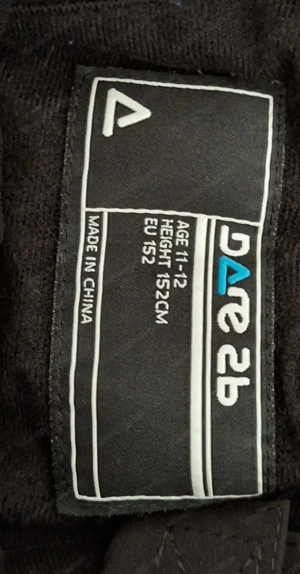 DARE 2b
AGE 11-12
HEIGHT 152CM
EU 152
MADE IN CHINA